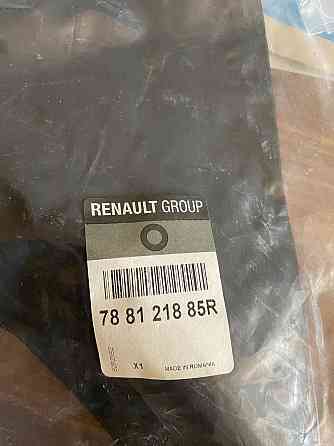 RENAULT GROUP
78 81 218 85R
X1 MADE IN ROMANIA